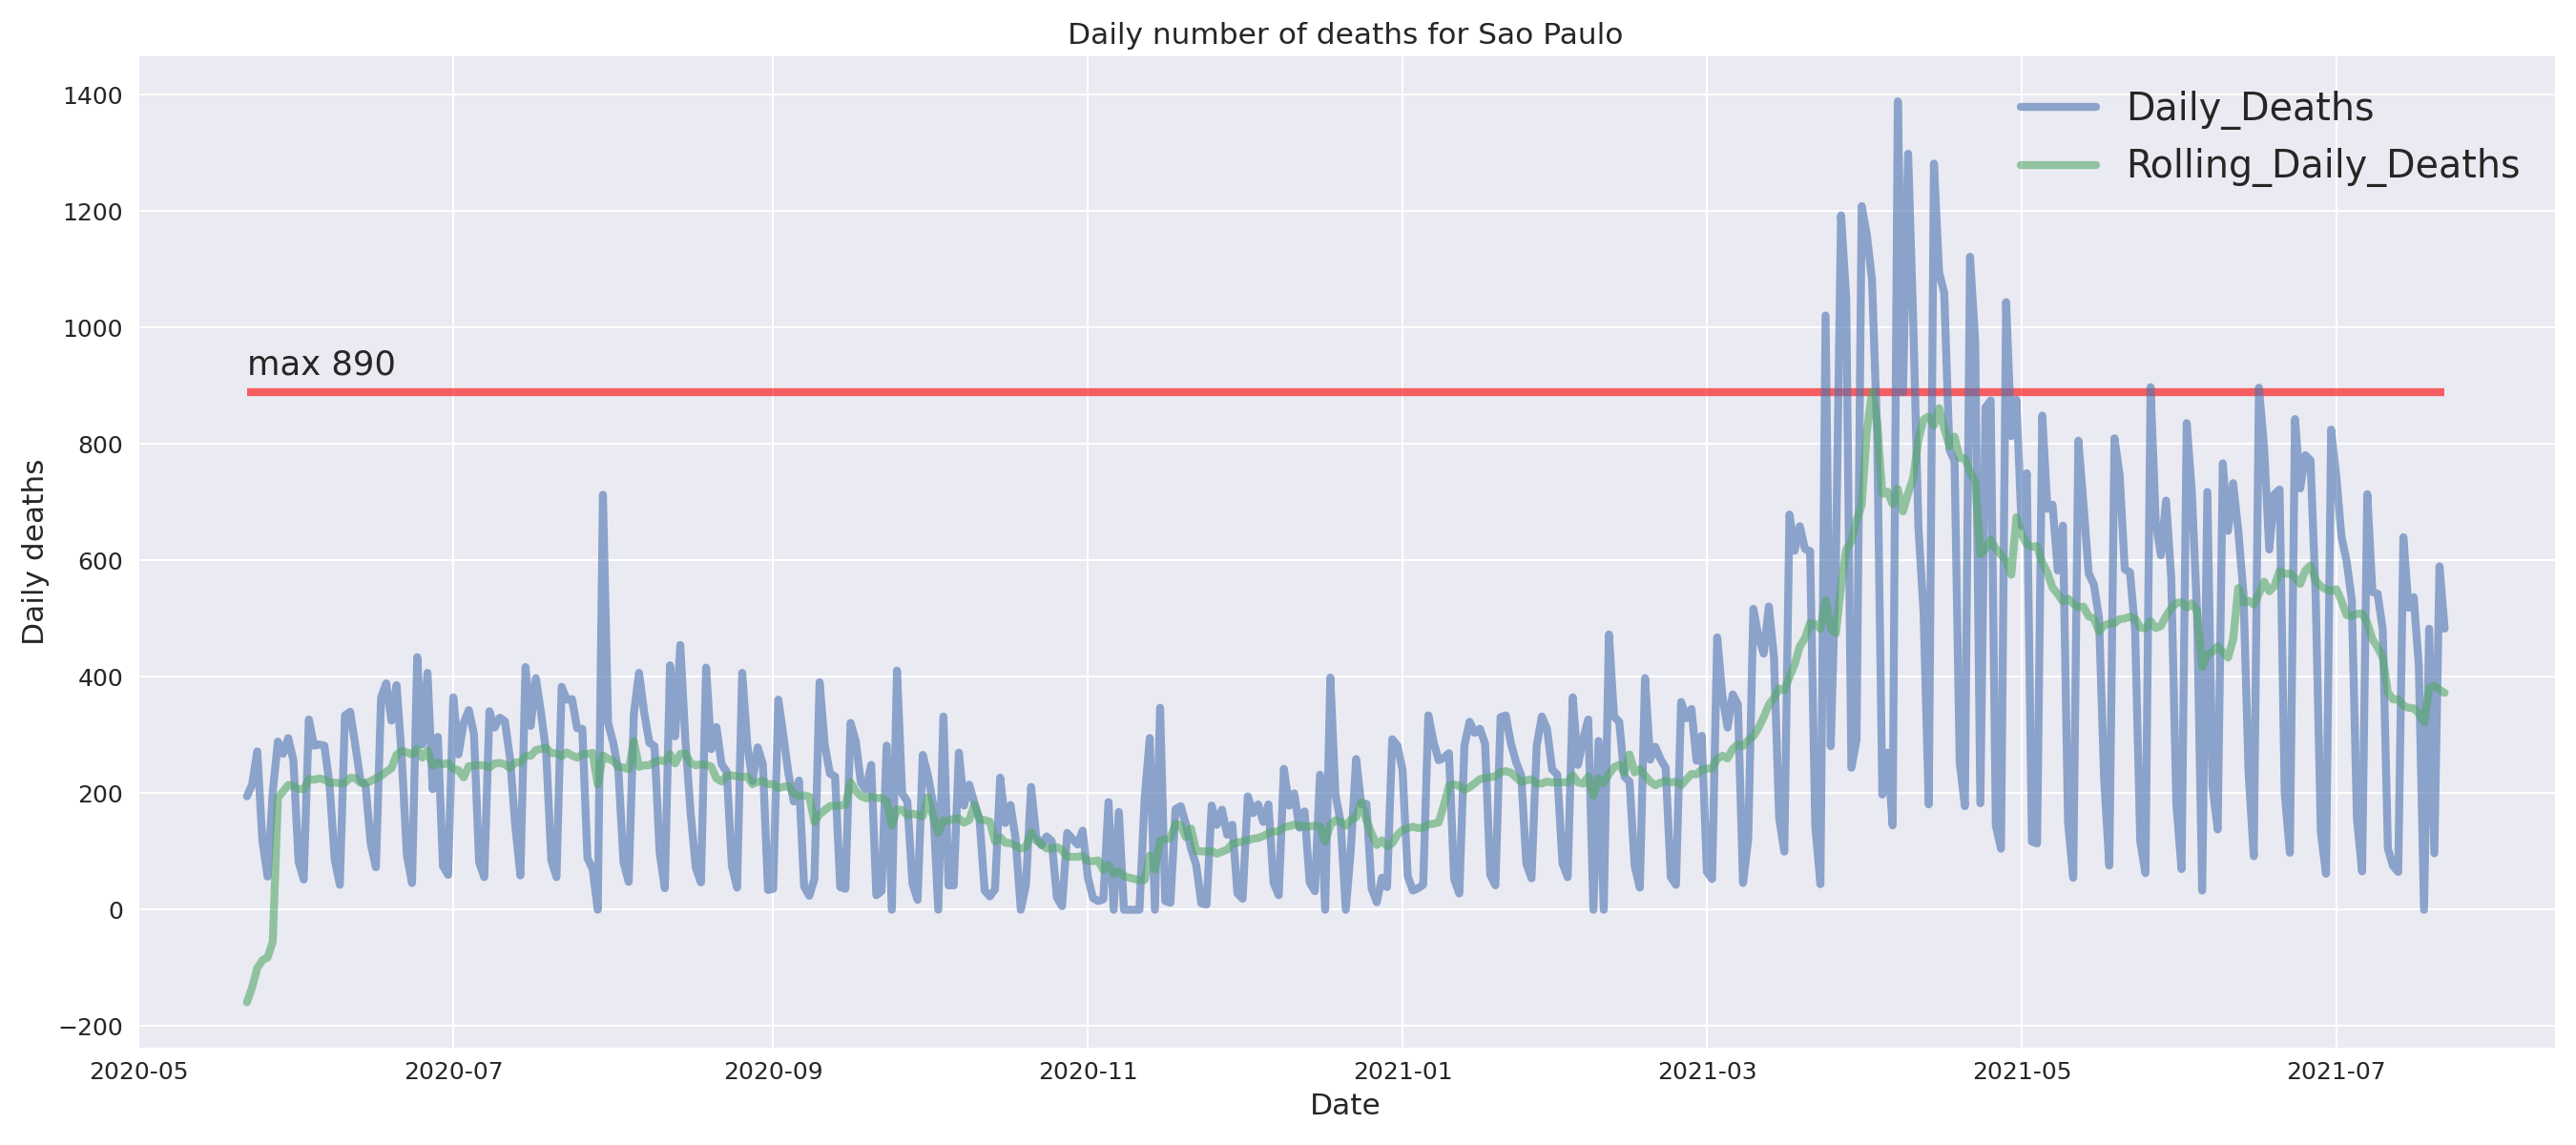 Daily number of deaths for Sao Paulo
1400
1200
1000
800
600
400
200
0
−200
Daily deaths
max 890
Daily_Deaths
Rolling_Daily_Deaths
2020-05
2020-07
2020-09
2020-11
2021-01
2021-03
2021-05
2021-07
Date